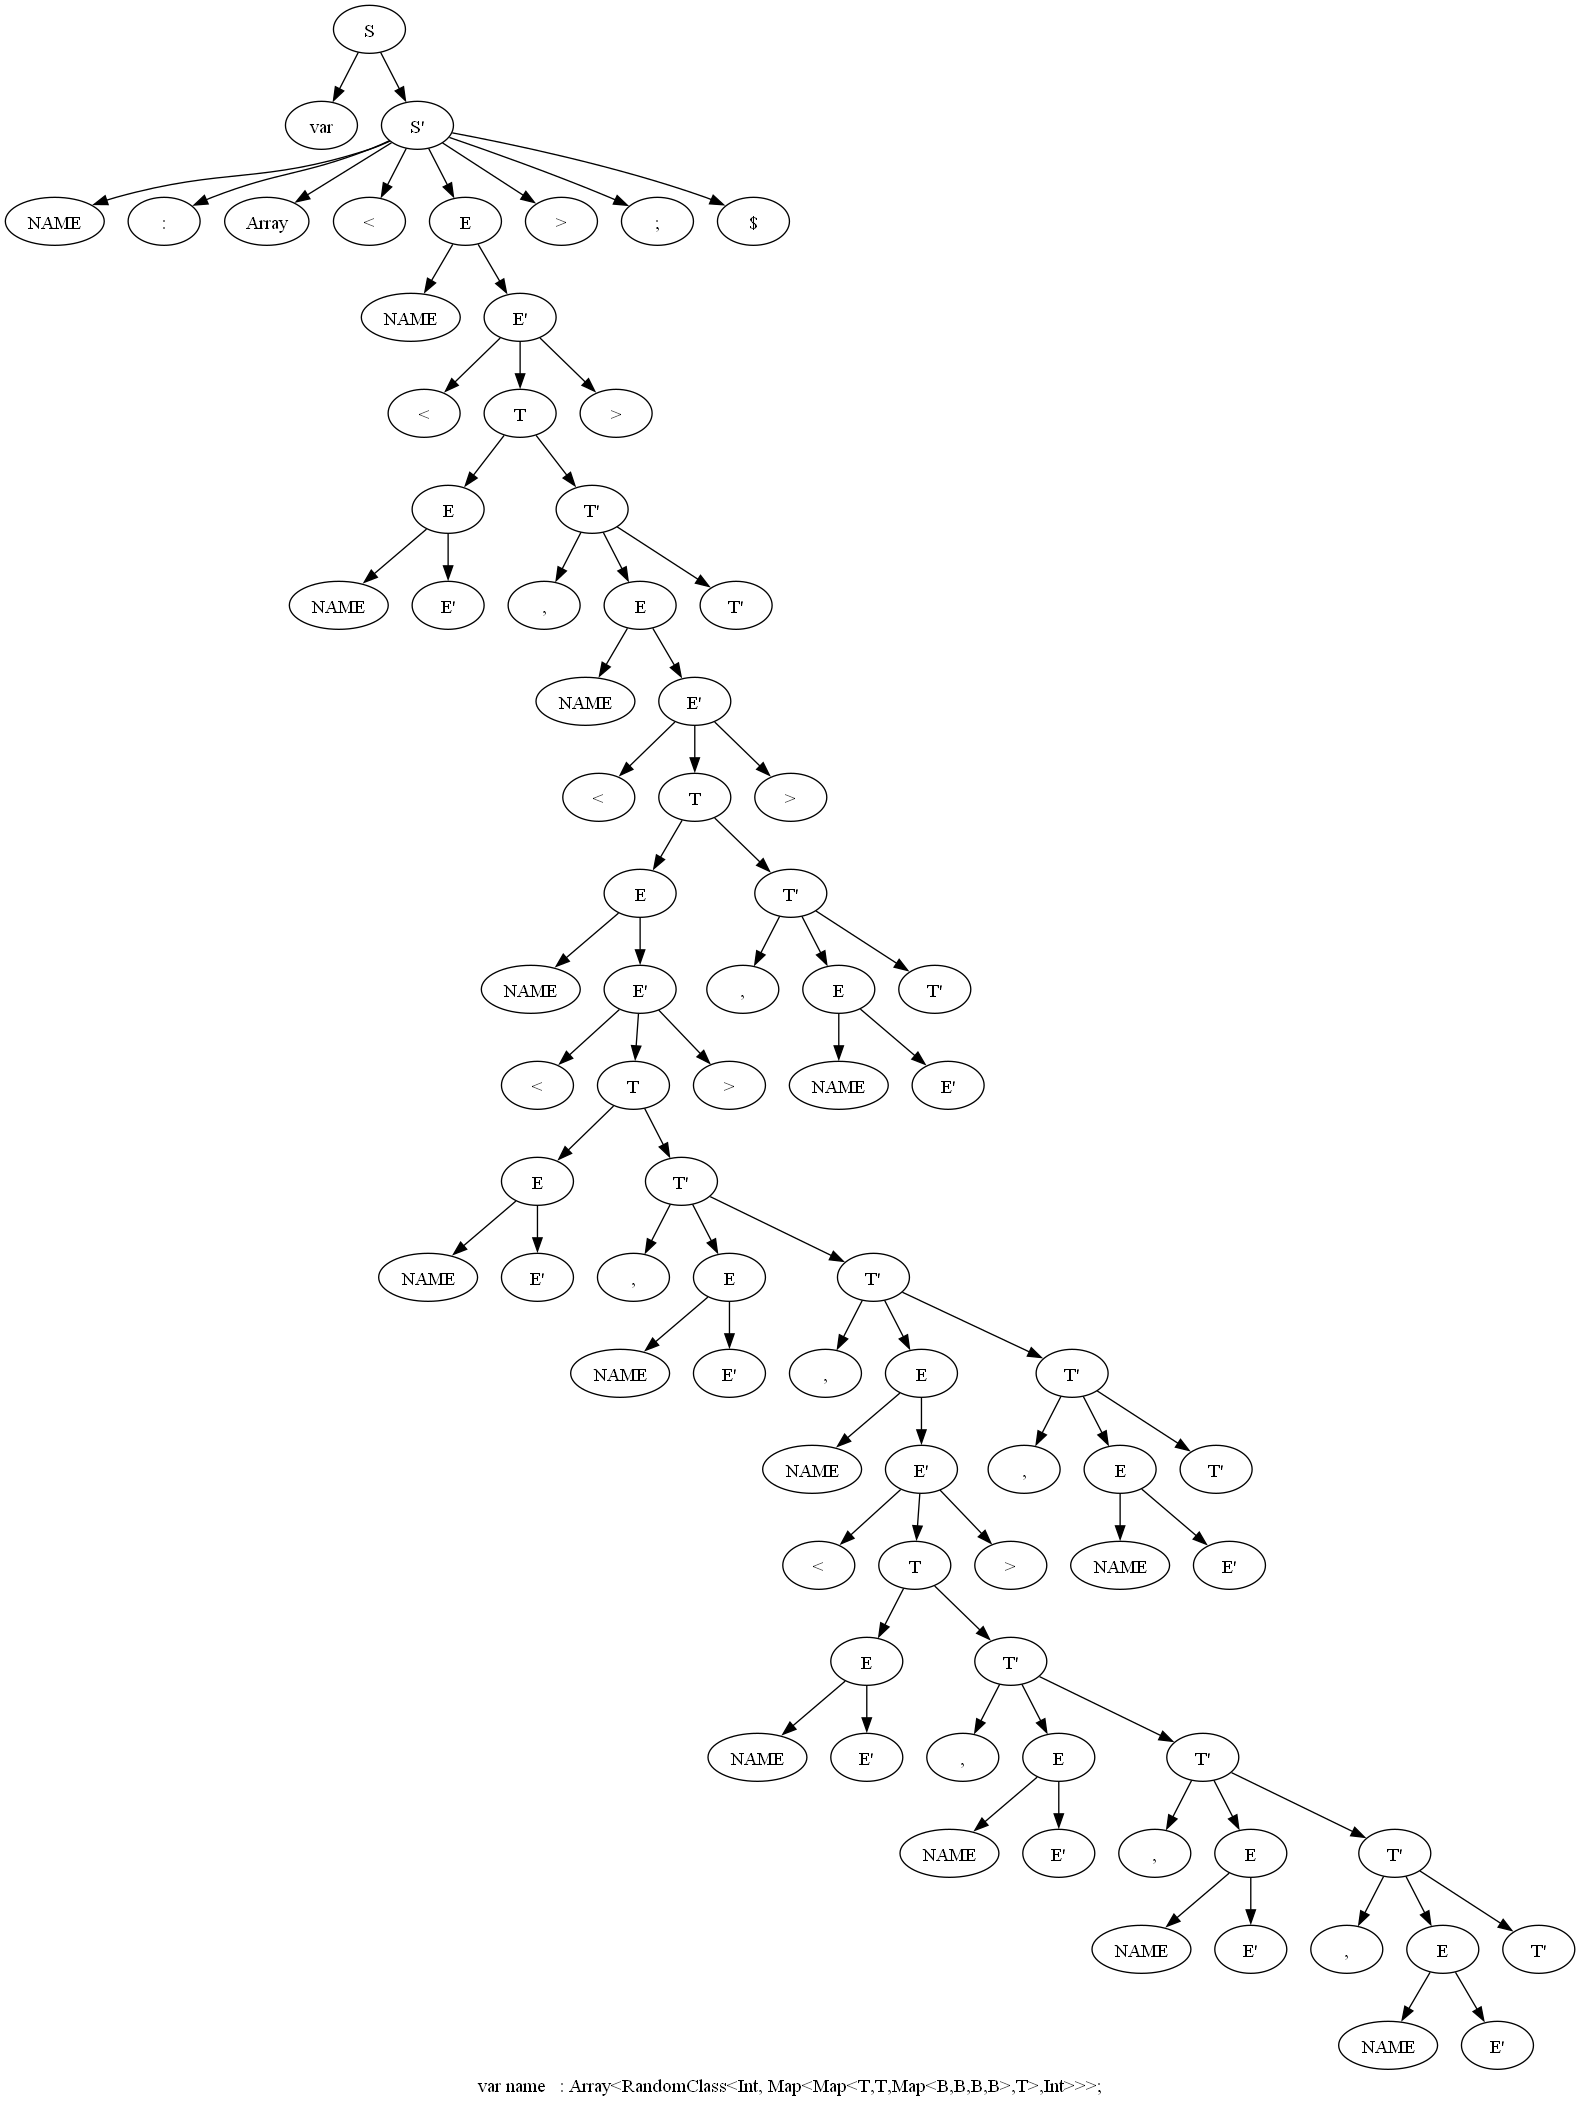 S
var S'
NAME : Array < E > ; $
NAME E'
< T >
E T'
NAME E' , E T'
NAME E'
< T >
E T'
NAME E' , E T'
< T > NAME E'
E T'
NAME E' , E T'
NAME E' , E T'
NAME E' , E T'
< T > NAME E'
E T'
NAME E' , E T'
NAME E' , E T'
NAME E' , E T'
NAME E'
var name : Array<RandomClass<Int, Map<Map<T,T,Map<B,B,B,B>,T>,Int>>>;